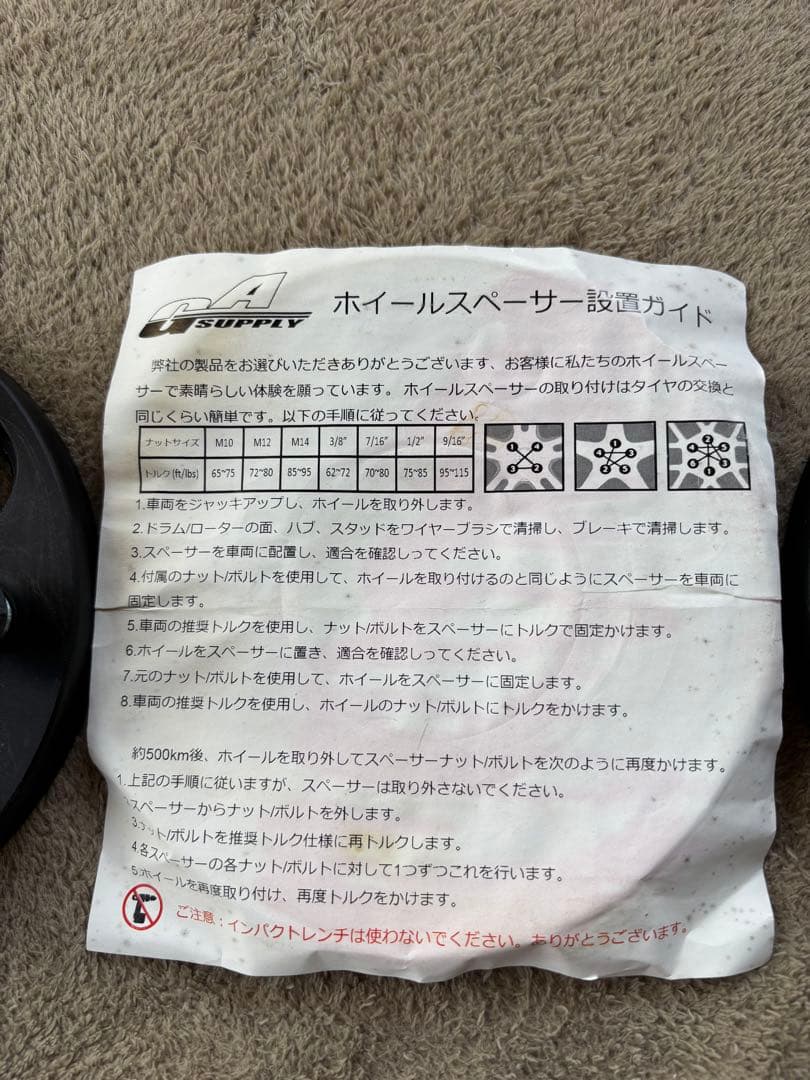 GA SUPPLY
ホイールスペーサー設置ガイド
弊社の製品をお選びいただきありがとうございます、お客様に私たちのホイールスペー
サーで素晴らしい体験を願っています。 ホイールスペーサーの取り付けはタイヤの交換と
同じくらい簡単です。以下の手順に従ってください。
ナットサイズ M10 M12 M14 3/8" 7/16" 1/2" 9/16"
トルク(ft/lbs) 65~75 72~80 85~95 62~72 70~80 75~85 95~115
1.車両をジャッキアップし、ホイールを取り外します。
2.ドラム/ローターの面、ハブ、スタッドをワイヤーブラシで清掃し、ブレーキで清掃します。
3.スペーサーを車両に配置し、適合を確認しってください。
4.付属のナット/ボルトを使用して、ホイールを取り付けるのと同じようにスペーサーを車両に
固定します。
5.車両の推奨トルクを使用し、ナット/ボルトをスペーサーにトルクで固定かけます。
6.ホイールをスペーサーに置き、適合を確認しってください。
7.元のナット/ボルトを使用して、ホイールをスペーサーに固定します。
8.車両の推奨トルクを使用し、ホイールのナット/ボルトにトルクをかけます。
約500km後、ホイールを取り外してスペーサーナット/ボルトを次のように再度かけます。
1.上記の手順に従いますが、スペーサーは取り外さないでください。
スペーサーからナット/ボルトを外します。
3.ナット/ボルトを推奨トルク仕様に再トルクします。
4.各スペーサーの各ナット/ボルトに対して1つずつこれを行います。
5.ホイールを再度取り付け、再度トルクをかけます。
ご注意：インパクトレンチは使わないでください。ありがとうございます。